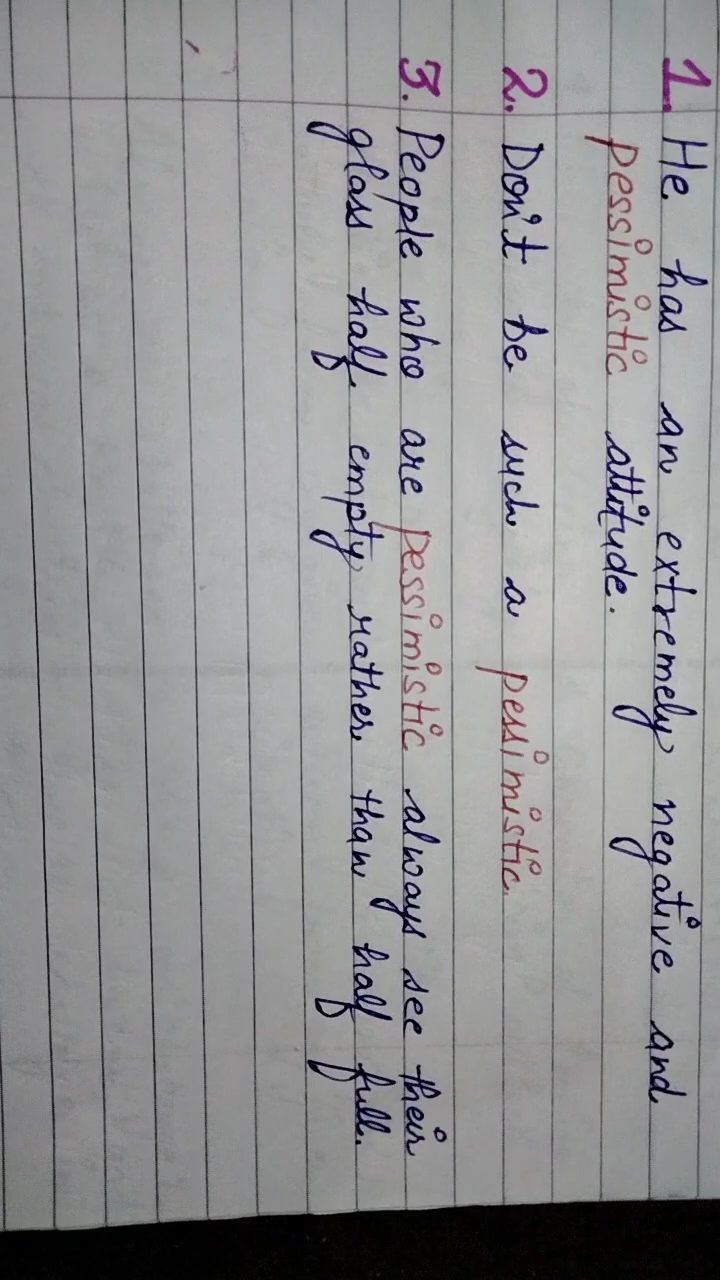 1. He has an extremely negative and
pessimistic attitude.
2. Don't be such a pessimistic.
3. People who are pessimistic always see their
glass half empty rather than half full.